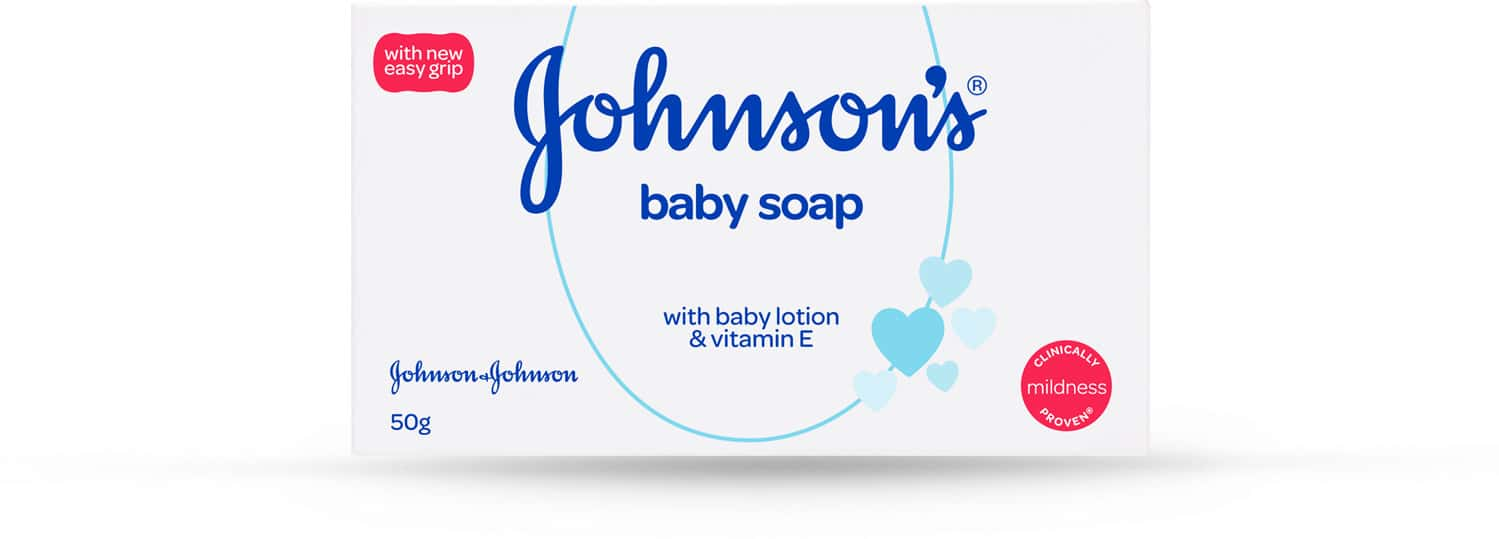 with new
easy grip
Johnson's®
baby soap
with baby lotion
& vitamin E
Johnson&Johnson
50g
CLINICALLY
mildness
PROVEN®